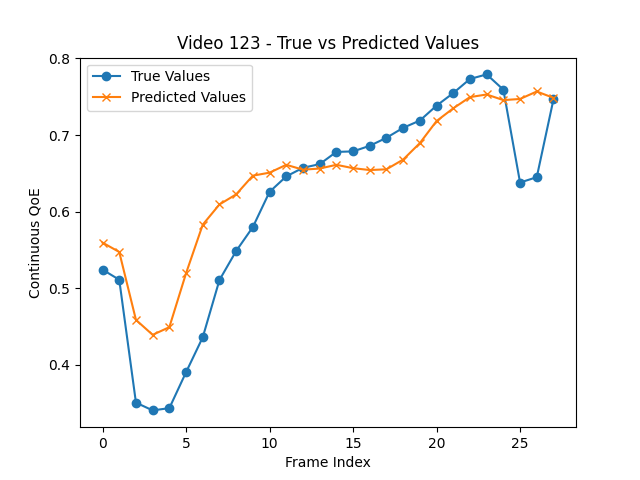 Video 123 - True vs Predicted Values
True Values
Predicted Values
Continuous QoE
0.8
0.7
0.6
0.5
0.4
0 5 10 15 20 25
Frame Index